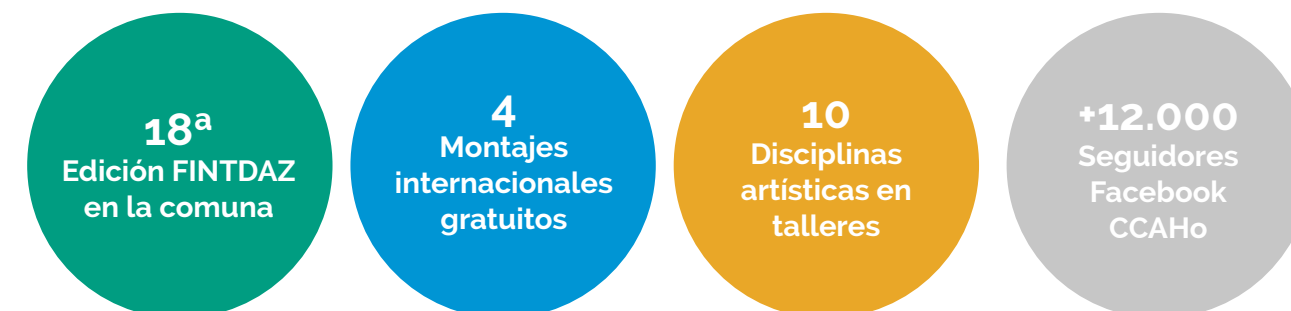 18ª
Edición FINTDAZ
en la comuna
4
Montajes
internacionales
gratuitos
10
Disciplinas
artísticas en
talleres
+12.000
Seguidores
Facebook
CCAHo